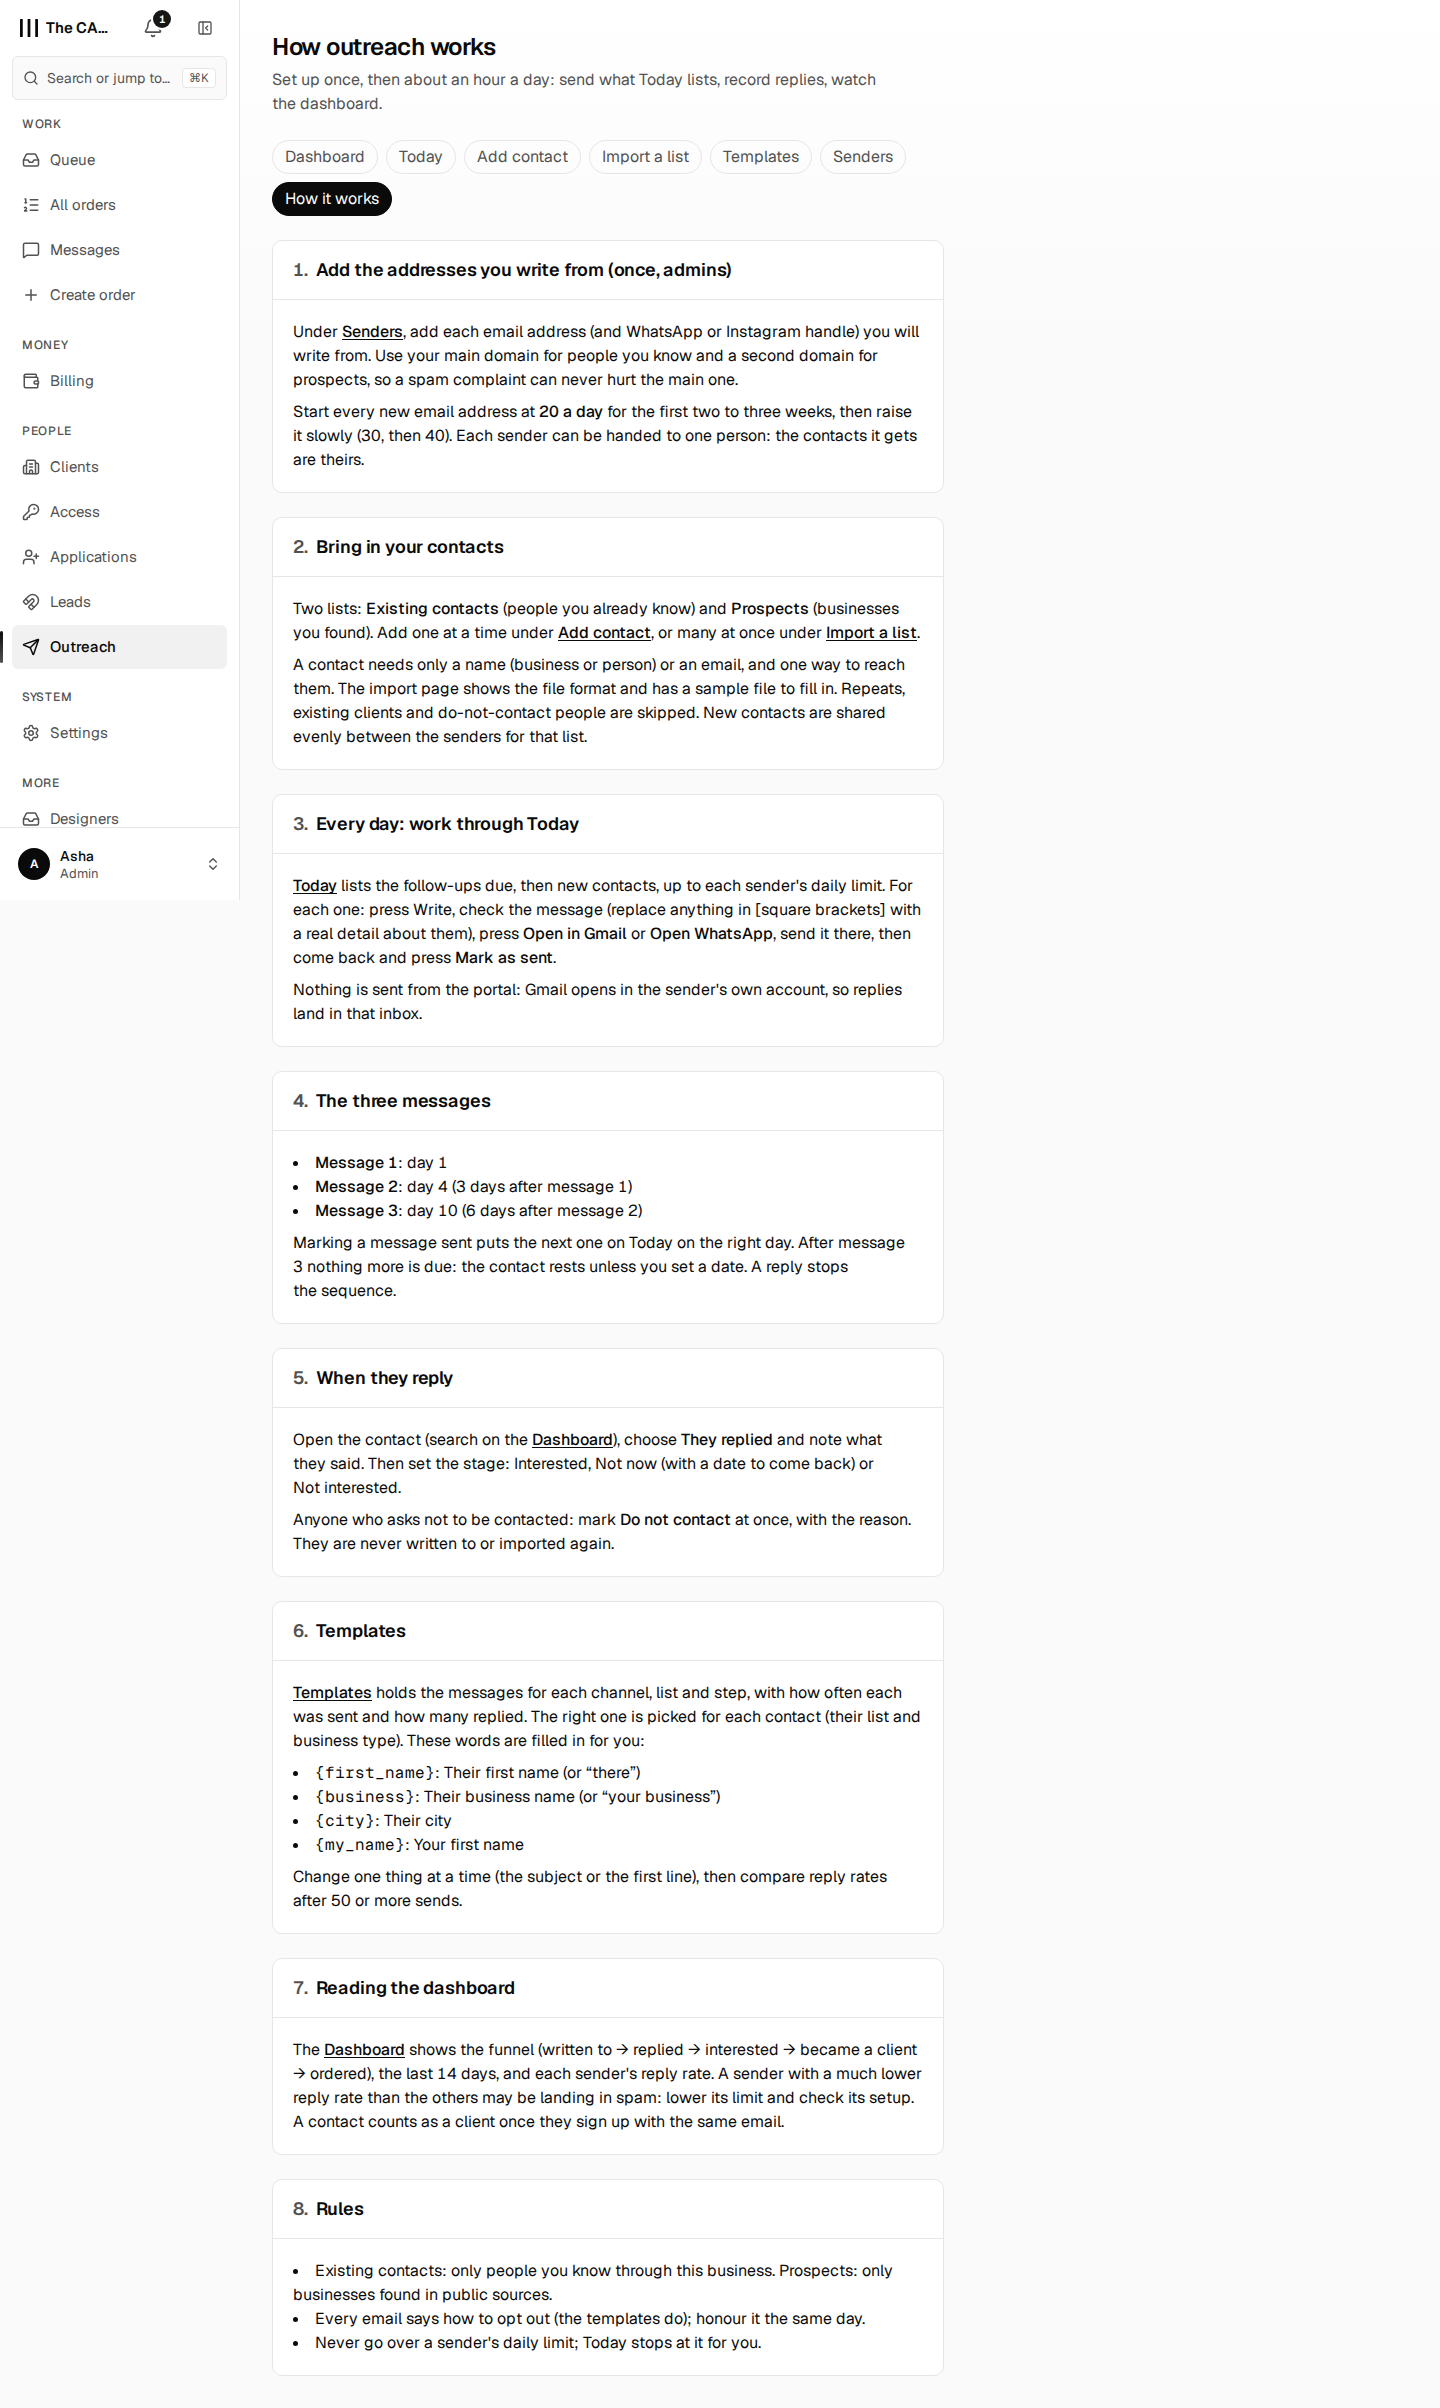 The CA...
1
Search or jump to...
⌘K
WORK
Queue
All orders
Messages
Create order
MONEY
Billing
PEOPLE
Clients
Access
Applications
Leads
Outreach
SYSTEM
Settings
MORE
Designers
A
Asha
Admin
How outreach works
Set up once, then about an hour a day: send what Today lists, record replies, watch
the dashboard.
Dashboard
Today
Add contact
Import a list
Templates
Senders
How it works
1. Add the addresses you write from (once, admins)
Under Senders, add each email address (and WhatsApp or Instagram handle) you will
write from. Use your main domain for people you know and a second domain for
prospects, so a spam complaint can never hurt the main one.
Start every new email address at 20 a day for the first two to three weeks, then raise
it slowly (30, then 40). Each sender can be handed to one person: the contacts it gets
are theirs.
2. Bring in your contacts
Two lists: Existing contacts (people you already know) and Prospects (businesses
you found). Add one at a time under Add contact, or many at once under Import a list.
A contact needs only a name (business or person) or an email, and one way to reach
them. The import page shows the file format and has a sample file to fill in. Repeats,
existing clients and do-not-contact people are skipped. New contacts are shared
evenly between the senders for that list.
3. Every day: work through Today
Today lists the follow-ups due, then new contacts, up to each sender's daily limit. For
each one: press Write, check the message (replace anything in [square brackets] with
a real detail about them), press Open in Gmail or Open WhatsApp, send it there, then
come back and press Mark as sent.
Nothing is sent from the portal: Gmail opens in the sender's own account, so replies
land in that inbox.
4. The three messages
• Message 1: day 1
• Message 2: day 4 (3 days after message 1)
• Message 3: day 10 (6 days after message 2)
Marking a message sent puts the next one on Today on the right day. After message
3 nothing more is due: the contact rests unless you set a date. A reply stops
the sequence.
5. When they reply
Open the contact (search on the Dashboard), choose They replied and note what
they said. Then set the stage: Interested, Not now (with a date to come back) or
Not interested.
Anyone who asks not to be contacted: mark Do not contact at once, with the reason.
They are never written to or imported again.
6. Templates
Templates holds the messages for each channel, list and step, with how often each
was sent and how many replied. The right one is picked for each contact (their list and
business type). These words are filled in for you:
• {first_name}: Their first name (or “there”)
• {business}: Their business name (or “your business”)
• {city}: Their city
• {my_name}: Your first name
Change one thing at a time (the subject or the first line), then compare reply rates
after 50 or more sends.
7. Reading the dashboard
The Dashboard shows the funnel (written to → replied → interested → became a client
→ ordered), the last 14 days, and each sender's reply rate. A sender with a much lower
reply rate than the others may be landing in spam: lower its limit and check its setup.
A contact counts as a client once they sign up with the same email.
8. Rules
• Existing contacts: only people you know through this business. Prospects: only
businesses found in public sources.
• Every email says how to opt out (the templates do); honour it the same day.
• Never go over a sender's daily limit; Today stops at it for you.